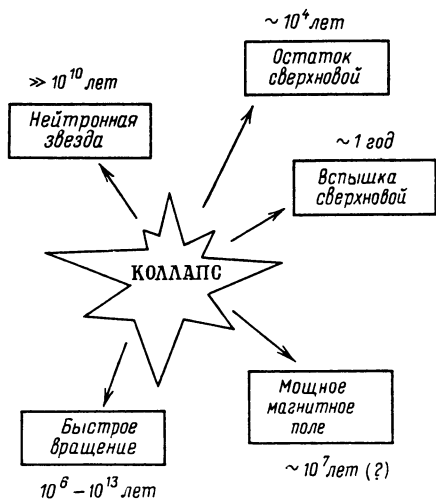 ~ 10⁴ лет
Остаток
сверхновой
≫ 10¹⁰ лет
Нейтронная
звезда
~ 1 год
Вспышка
сверхновой
КОЛЛАПС
Мощное
магнитное
поле
~ 10⁷ лет (?)
Быстрое
вращение
10⁶ – 10¹³ лет